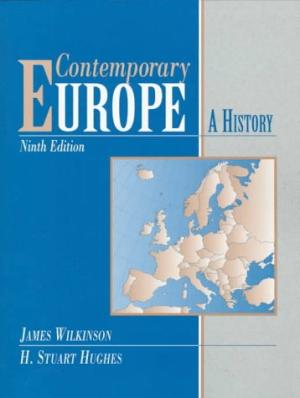 Contemporary
EUROPE A HISTORY
Ninth Edition
JAMES WILKINSON
H. STUART HUGHES